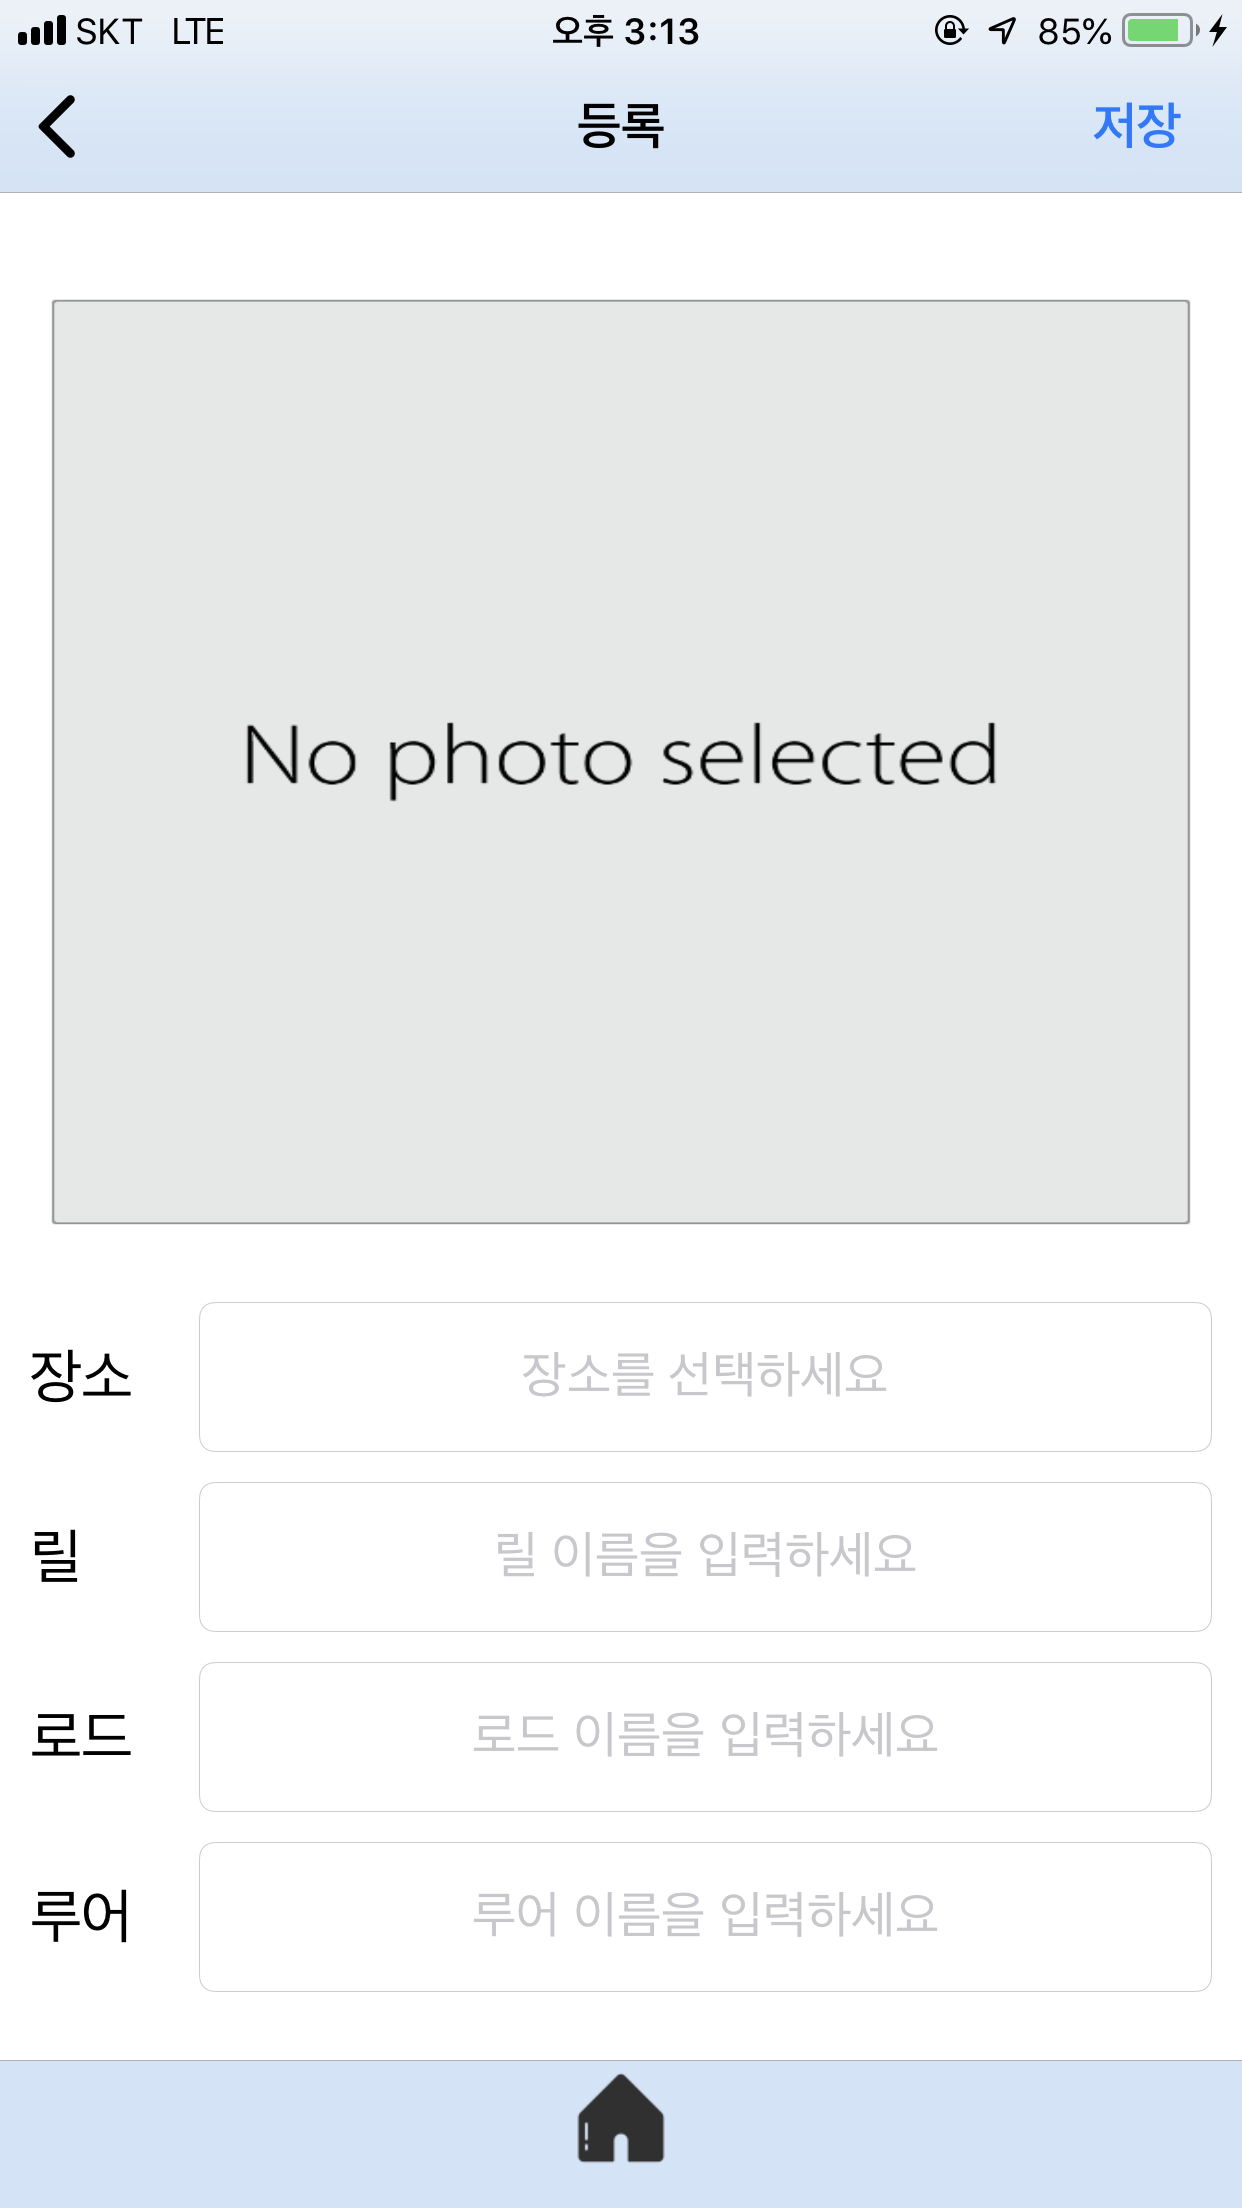 SKT LTE 오후 3:13 85%
등록 저장
No photo selected
장소 장소를 선택하세요
릴 릴 이름을 입력하세요
로드 로드 이름을 입력하세요
루어 루어 이름을 입력하세요